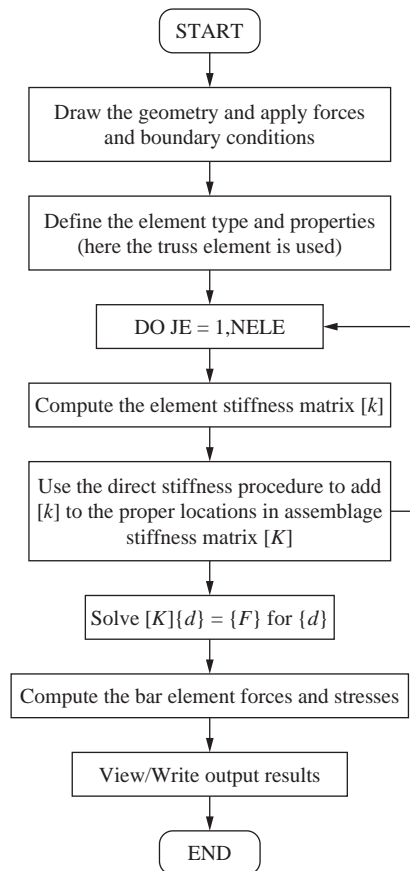 START
Draw the geometry and apply forces
and boundary conditions
Define the element type and properties
(here the truss element is used)
DO JE = 1,NELE
Compute the element stiffness matrix [k]
Use the direct stiffness procedure to add
[k] to the proper locations in assemblage
stiffness matrix [K]
Solve [K]{d} = {F} for {d}
Compute the bar element forces and stresses
View/Write output results
END